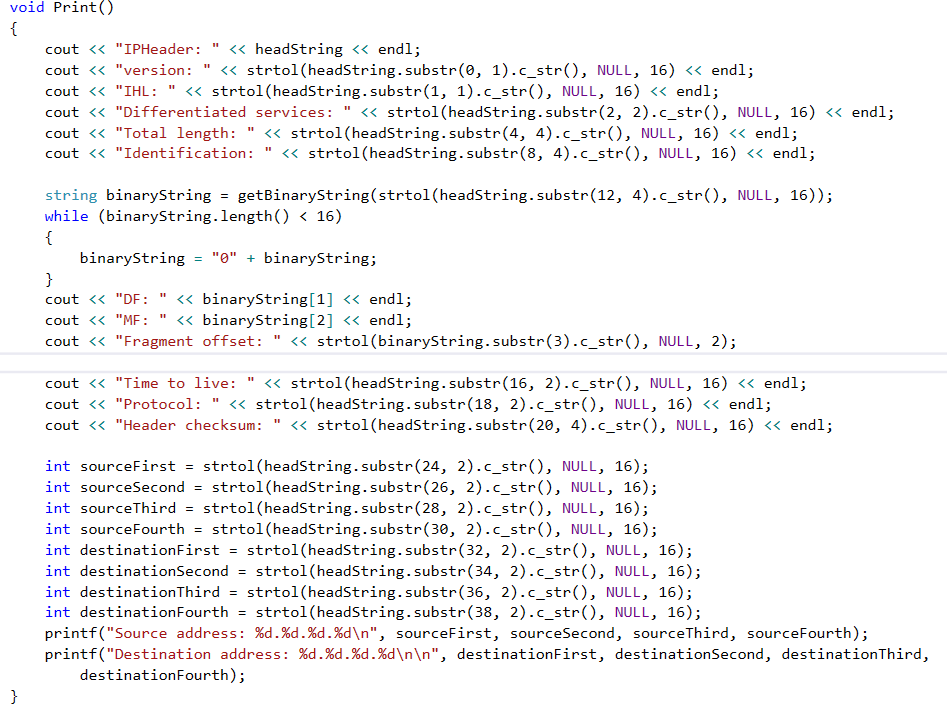 void Print()
{
    cout << "IPHeader: " << headString << endl;
    cout << "version: " << strtol(headString.substr(0, 1).c_str(), NULL, 16) << endl;
    cout << "IHL: " << strtol(headString.substr(1, 1).c_str(), NULL, 16) << endl;
    cout << "Differentiated services: " << strtol(headString.substr(2, 2).c_str(), NULL, 16) << endl;
    cout << "Total length: " << strtol(headString.substr(4, 4).c_str(), NULL, 16) << endl;
    cout << "Identification: " << strtol(headString.substr(8, 4).c_str(), NULL, 16) << endl;

    string binaryString = getBinaryString(strtol(headString.substr(12, 4).c_str(), NULL, 16));
    while (binaryString.length() < 16)
    {
        binaryString = "0" + binaryString;
    }
    cout << "DF: " << binaryString[1] << endl;
    cout << "MF: " << binaryString[2] << endl;
    cout << "Fragment offset: " << strtol(binaryString.substr(3).c_str(), NULL, 2);

    cout << "Time to live: " << strtol(headString.substr(16, 2).c_str(), NULL, 16) << endl;
    cout << "Protocol: " << strtol(headString.substr(18, 2).c_str(), NULL, 16) << endl;
    cout << "Header checksum: " << strtol(headString.substr(20, 4).c_str(), NULL, 16) << endl;

    int sourceFirst = strtol(headString.substr(24, 2).c_str(), NULL, 16);
    int sourceSecond = strtol(headString.substr(26, 2).c_str(), NULL, 16);
    int sourceThird = strtol(headString.substr(28, 2).c_str(), NULL, 16);
    int sourceFourth = strtol(headString.substr(30, 2).c_str(), NULL, 16);
    int destinationFirst = strtol(headString.substr(32, 2).c_str(), NULL, 16);
    int destinationSecond = strtol(headString.substr(34, 2).c_str(), NULL, 16);
    int destinationThird = strtol(headString.substr(36, 2).c_str(), NULL, 16);
    int destinationFourth = strtol(headString.substr(38, 2).c_str(), NULL, 16);
    printf("Source address: %d.%d.%d.%d\n", sourceFirst, sourceSecond, sourceThird, sourceFourth);
    printf("Destination address: %d.%d.%d.%d\n\n", destinationFirst, destinationSecond, destinationThird,
        destinationFourth);
}